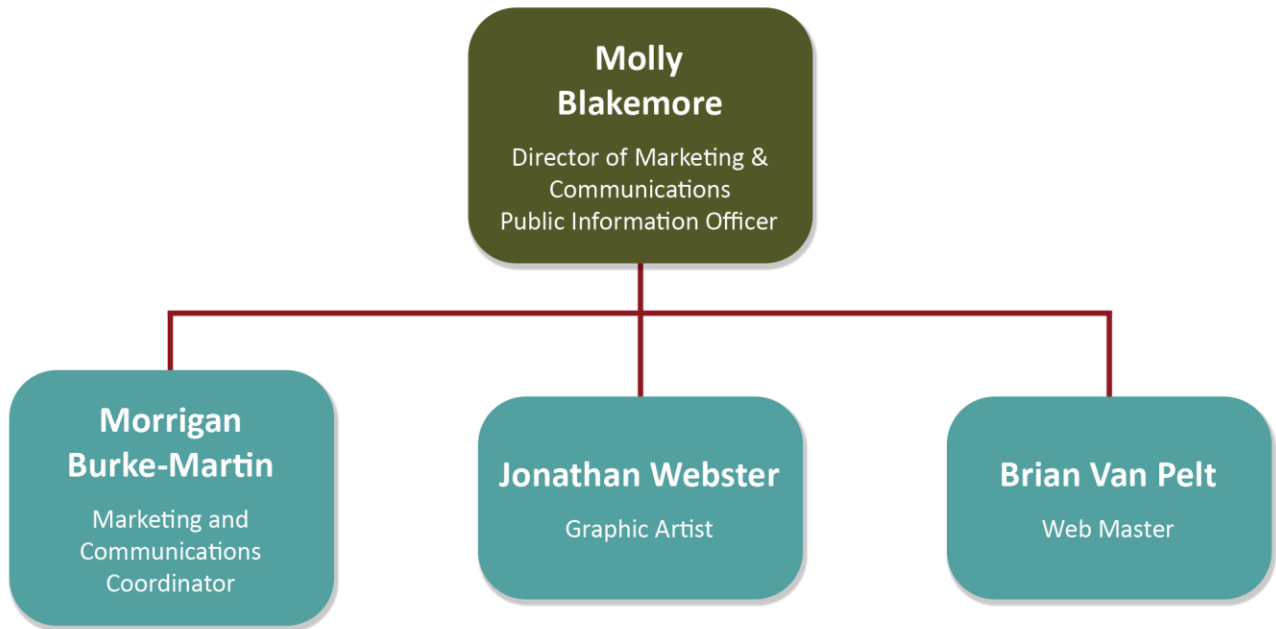 Molly
Blakemore
Director of Marketing &
Communications
Public Information Officer
Morrigan
Burke-Martin
Marketing and
Communications
Coordinator
Jonathan Webster
Graphic Artist
Brian Van Pelt
Web Master